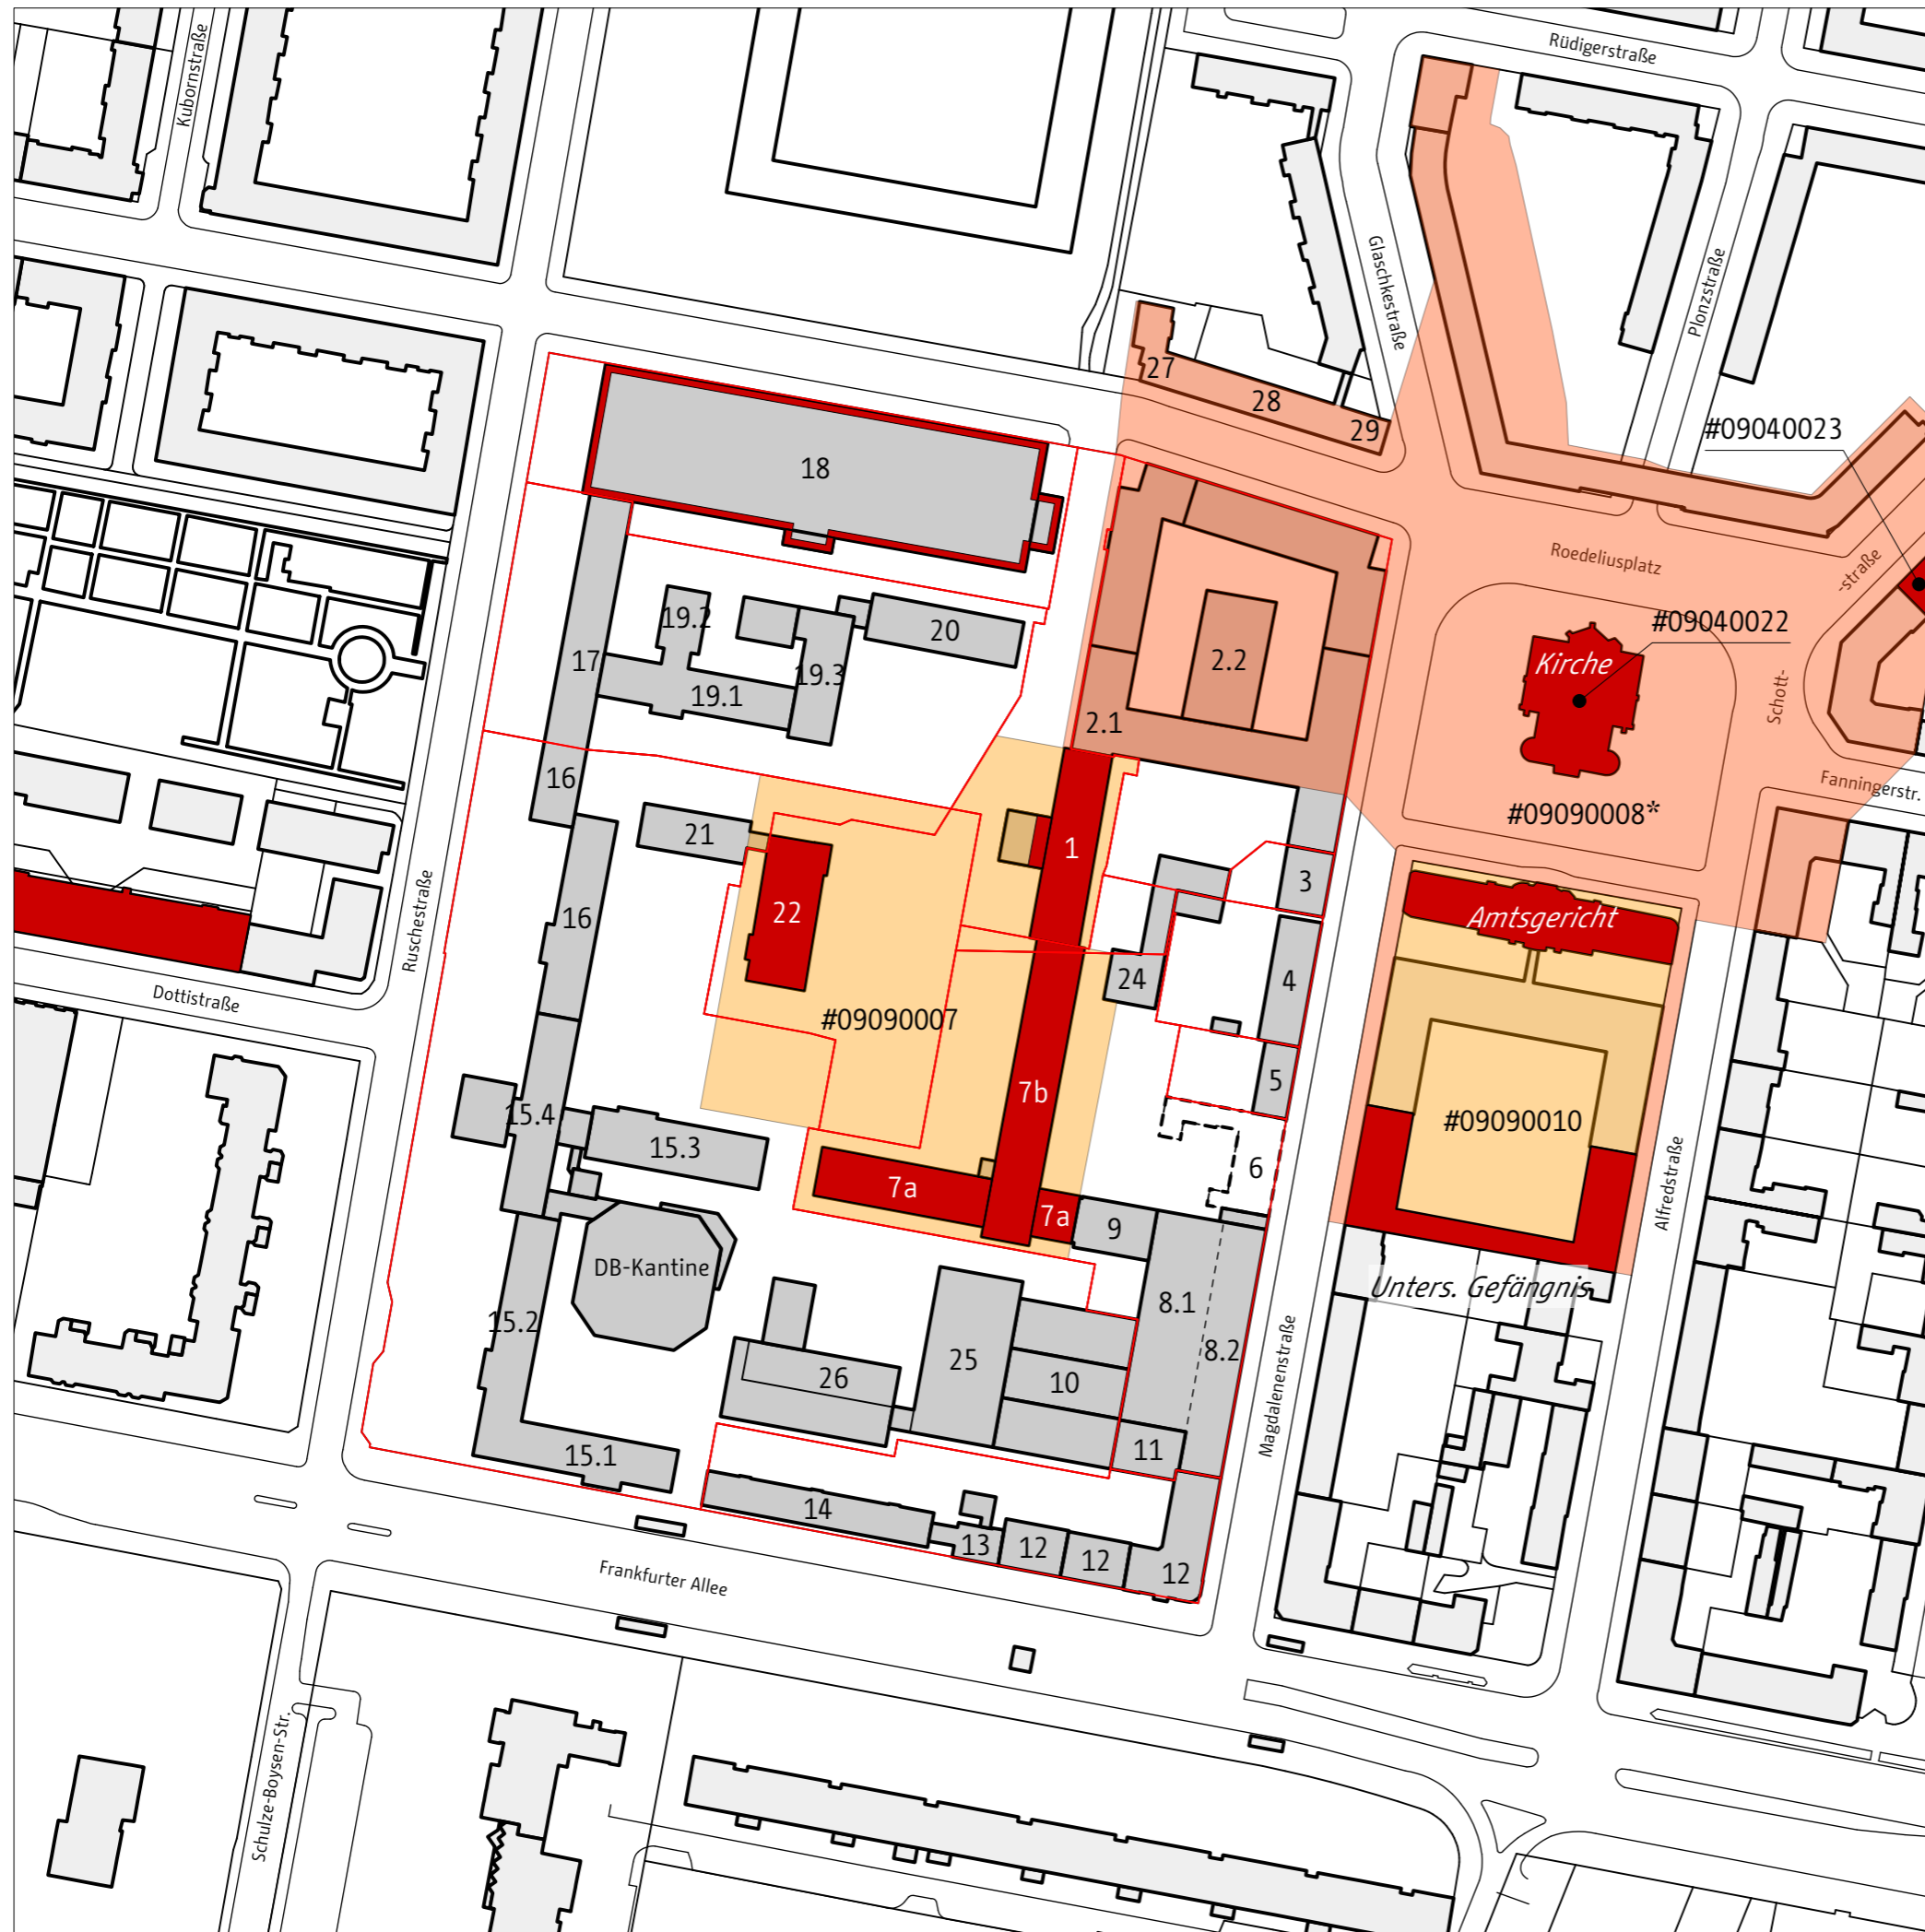 Kubornstraße
Rüdigerstraße
Glaschkestraße
Plonzstraße
27
28
29
#09040023
18
Roedeliusplatz
-straße
Schott-
19.2
20
17
19.3
19.1
2.2
2.1
#09040022
Kirche
#09090008*
Fanningerstr.
16
21
1
3
22
16
Amtsgericht
Ruschestraße
24
4
Dottistraße
#09090007
5
7b
#09090010
15.4
15.3
6
7a
7a
9
Alfredstraße
DB-Kantine
Unters. Gefängnis
8.1
15.2
8.2
25
26
10
Magdalenenstraße
11
15.1
14
13
12
12
12
Frankfurter Allee
Schulze-Boysen-Str.